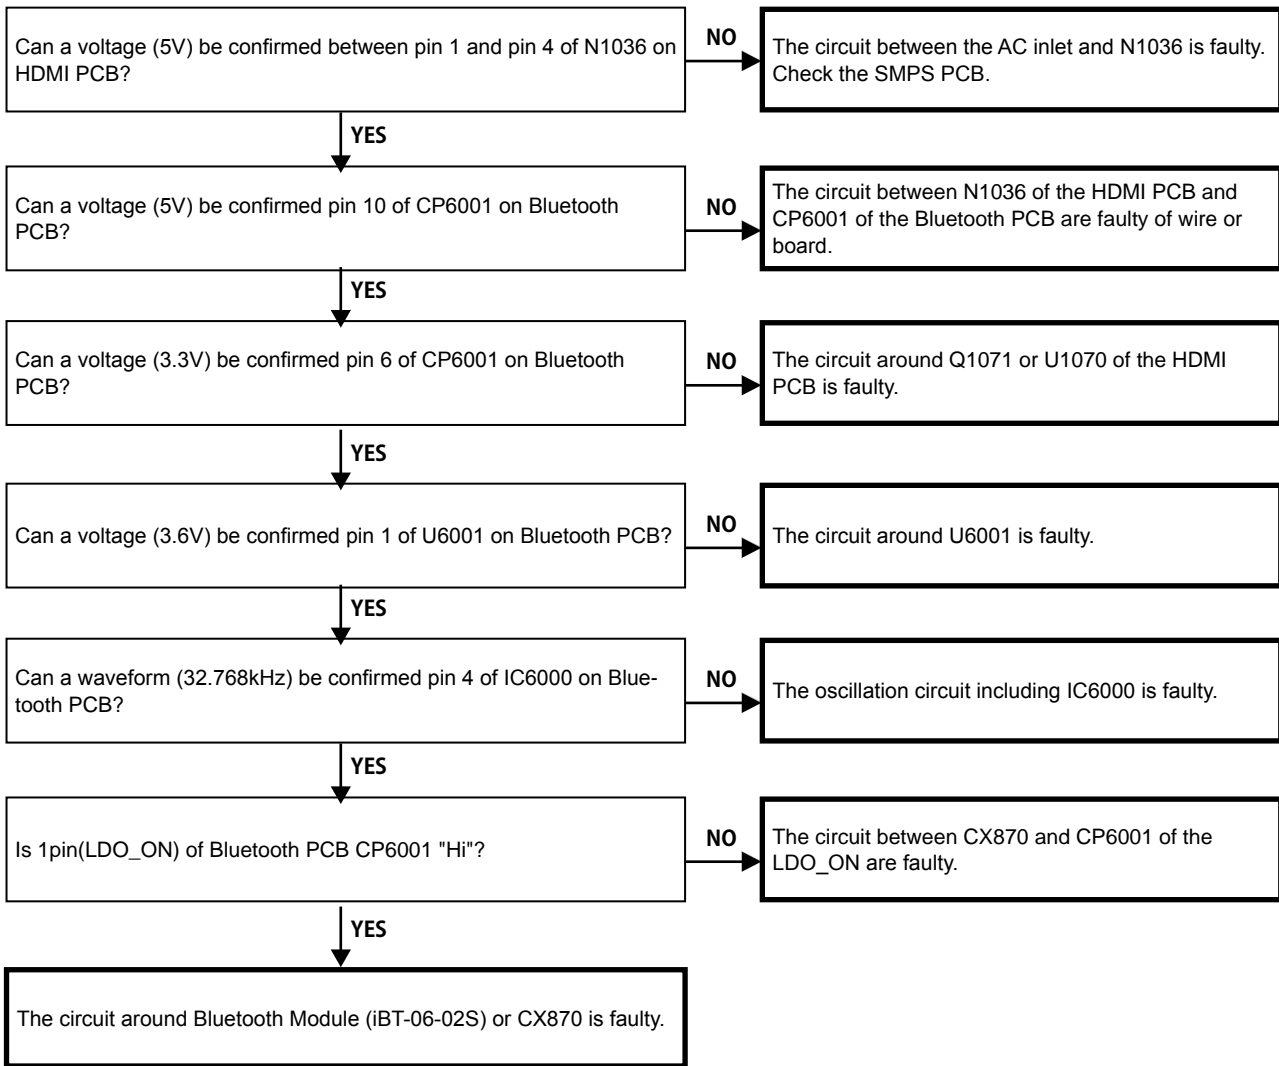 Can a voltage (5V) be confirmed between pin 1 and pin 4 of N1036 on
HDMI PCB?
NO
The circuit between the AC inlet and N1036 is faulty.
Check the SMPS PCB.
YES
Can a voltage (5V) be confirmed pin 10 of CP6001 on Bluetooth
PCB?
NO
The circuit between N1036 of the HDMI PCB and
CP6001 of the Bluetooth PCB are faulty of wire or
board.
YES
Can a voltage (3.3V) be confirmed pin 6 of CP6001 on Bluetooth
PCB?
NO
The circuit around Q1071 or U1070 of the HDMI
PCB is faulty.
YES
Can a voltage (3.6V) be confirmed pin 1 of U6001 on Bluetooth PCB?
NO
The circuit around U6001 is faulty.
YES
Can a waveform (32.768kHz) be confirmed pin 4 of IC6000 on Blue-
tooth PCB?
NO
The oscillation circuit including IC6000 is faulty.
YES
Is 1pin(LDO_ON) of Bluetooth PCB CP6001 "Hi"?
NO
The circuit between CX870 and CP6001 of the
LDO_ON are faulty.
YES
The circuit around Bluetooth Module (iBT-06-02S) or CX870 is faulty.